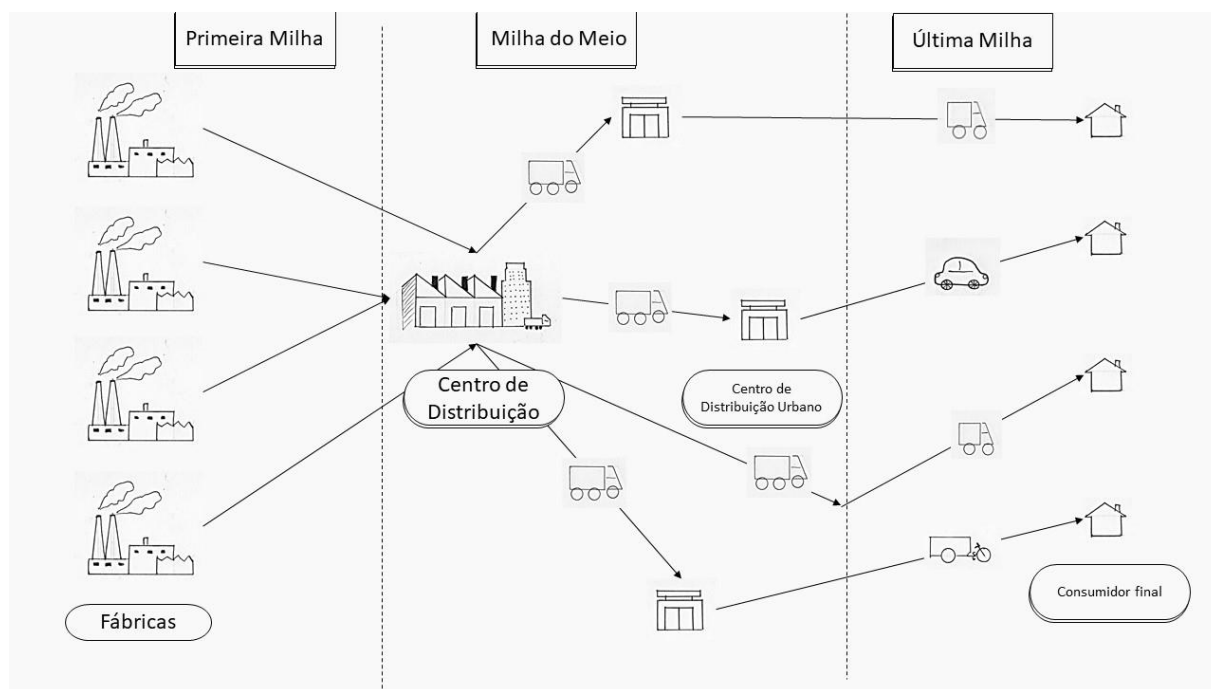 Primeira Milha
Milha do Meio
Última Milha
Centro de
Distribuição
Centro de
Distribuição Urbano
Consumidor final
Fábricas